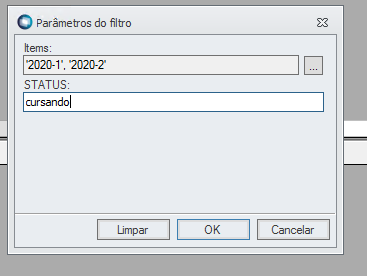 Parâmetros do filtro
Items:
'2020-1', '2020-2'
...
STATUS:
cursando
Limpar
OK
Cancelar